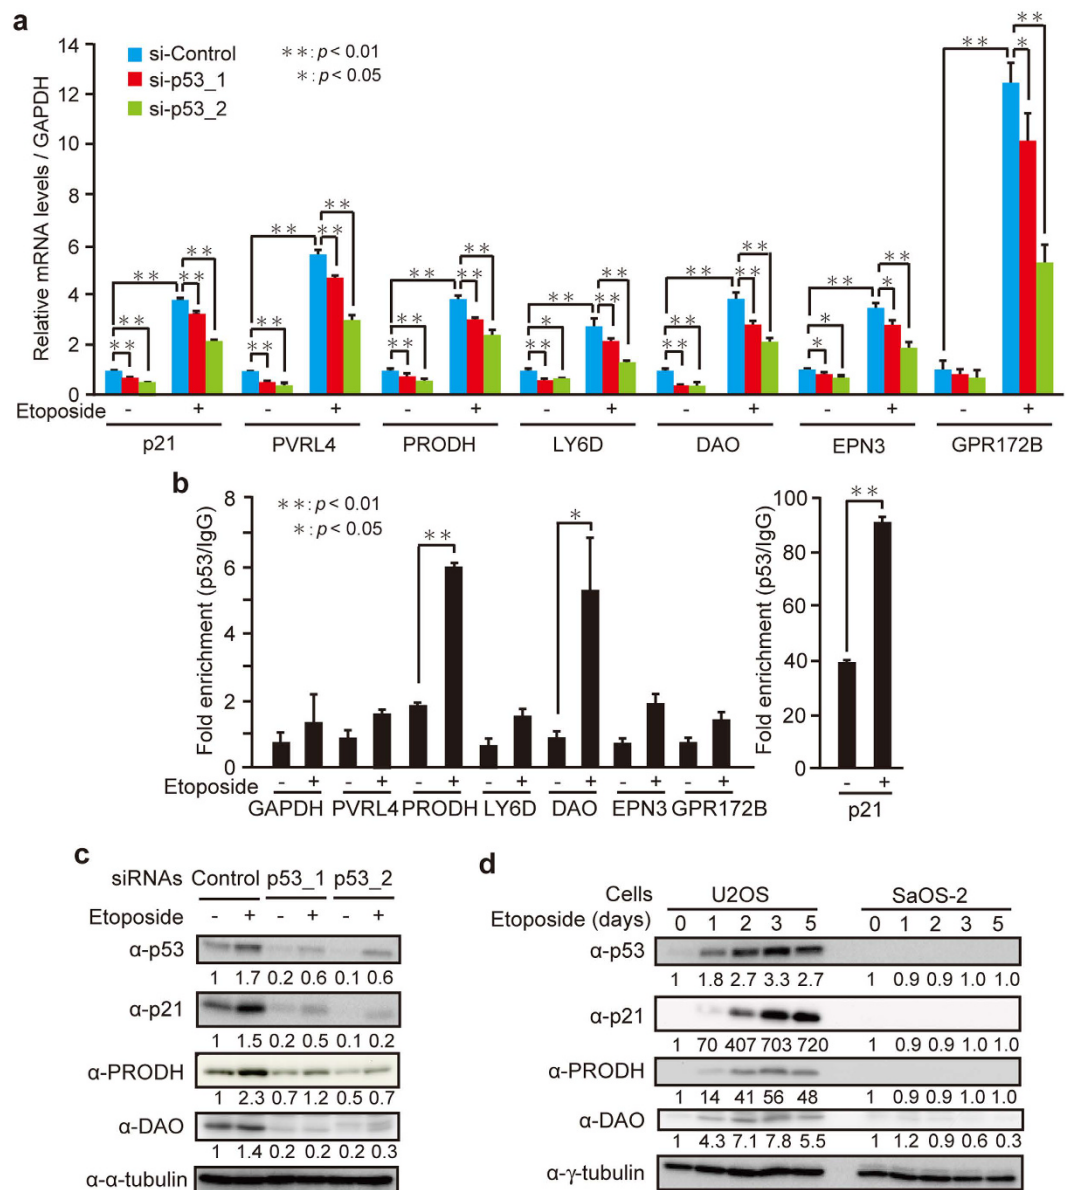 a
Relative mRNA levels / GAPDH
14
12
10
8
6
4
2
0
si-Control
si-p53_1
si-p53_2
**: p < 0.01
*: p < 0.05
** ** ** ** ** ** ** ** ** ** ** ** ** ** ** ** ** ** * ** ** ** ** ** ** ** ** * * ** * ** ** * **
Etoposide - + - + - + - + - + - + - +
p21 PVRL4 PRODH LY6D DAO EPN3 GPR172B
b
Fold enrichment (p53/IgG)
8
6
4
2
0
**: p < 0.01
*: p < 0.05
** *
Etoposide - + - + - + - + - + - + - +
GAPDH PVRL4 PRODH LY6D DAO EPN3 GPR172B
Fold enrichment (p53/IgG)
100
80
60
40
20
0
**
- +
p21
c
siRNAs Control p53_1 p53_2
Etoposide - + - + - +
α-p53
1 1.7 0.2 0.6 0.1 0.6
α-p21
1 1.5 0.2 0.5 0.1 0.2
α-PRODH
1 2.3 0.7 1.2 0.5 0.7
α-DAO
1 1.4 0.2 0.2 0.2 0.3
α-α-tubulin
d
Cells U2OS SaOS-2
Etoposide (days) 0 1 2 3 5 0 1 2 3 5
α-p53
1 1.8 2.7 3.3 2.7 1 0.9 0.9 1.0 1.0
α-p21
1 70 407 703 720 1 0.9 0.9 1.0 1.0
α-PRODH
1 14 41 56 48 1 0.9 0.9 1.0 1.0
α-DAO
1 4.3 7.1 7.8 5.5 1 1.2 0.9 0.6 0.3
α-γ-tubulin